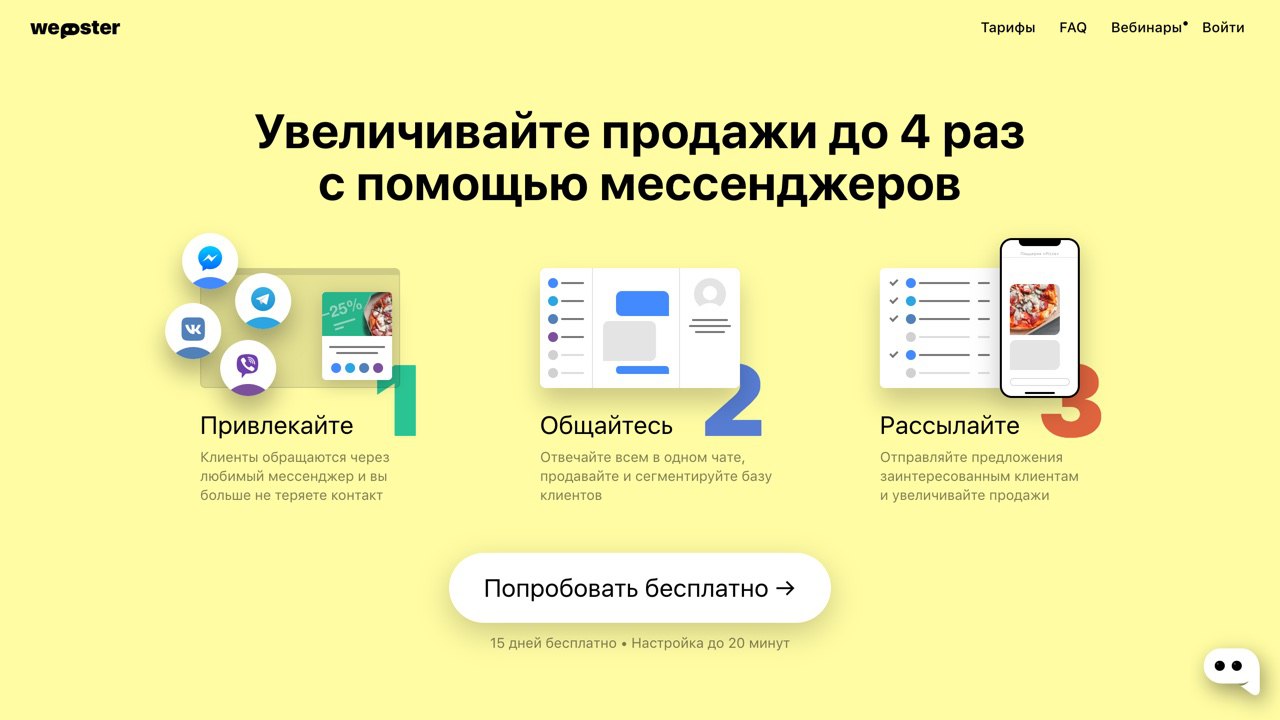 wepster
Тарифы FAQ Вебинары Войти
Увеличивайте продажи до 4 раз
с помощью мессенджеров
-25%
1
2
3
Привлекайте
Клиенты обращаются через
любимый мессенджер и вы
больше не теряете контакт
Общайтесь
Отвечайте всем в одном чате,
продавайте и сегментируйте базу
клиентов
Рассылайте
Отправляйте предложения
заинтересованным клиентам
и увеличивайте продажи
Попробовать бесплатно →
15 дней бесплатно • Настройка до 20 минут